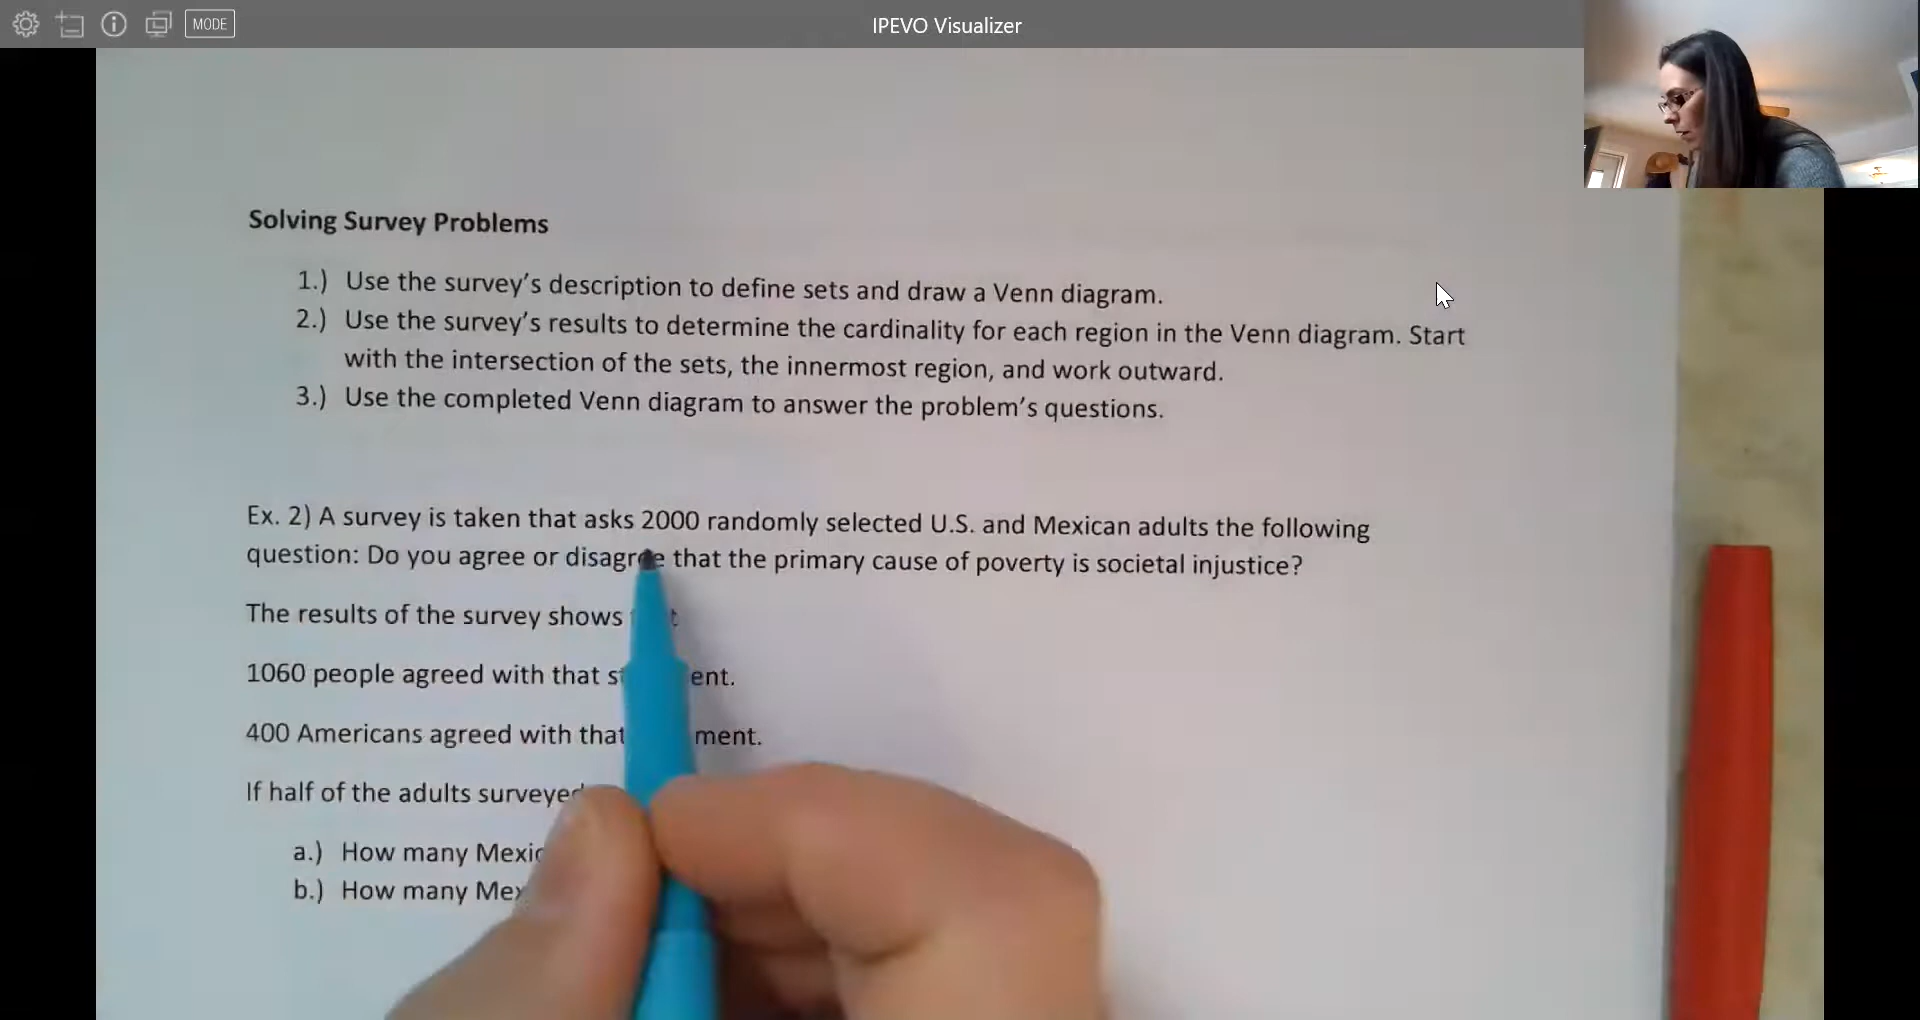 MODE
IPEVO Visualizer
Solving Survey Problems
1.) Use the survey's description to define sets and draw a Venn diagram.
2.) Use the survey's results to determine the cardinality for each region in the Venn diagram. Start
with the intersection of the sets, the innermost region, and work outward.
3.) Use the completed Venn diagram to answer the problem's questions.
Ex. 2) A survey is taken that asks 2000 randomly selected U.S. and Mexican adults the following
question: Do you agree or disagree that the primary cause of poverty is societal injustice?
The results of the survey shows
1060 people agreed with that
400 Americans agreed with that
If half of the adults surveyed
a.) How many
b.) How many